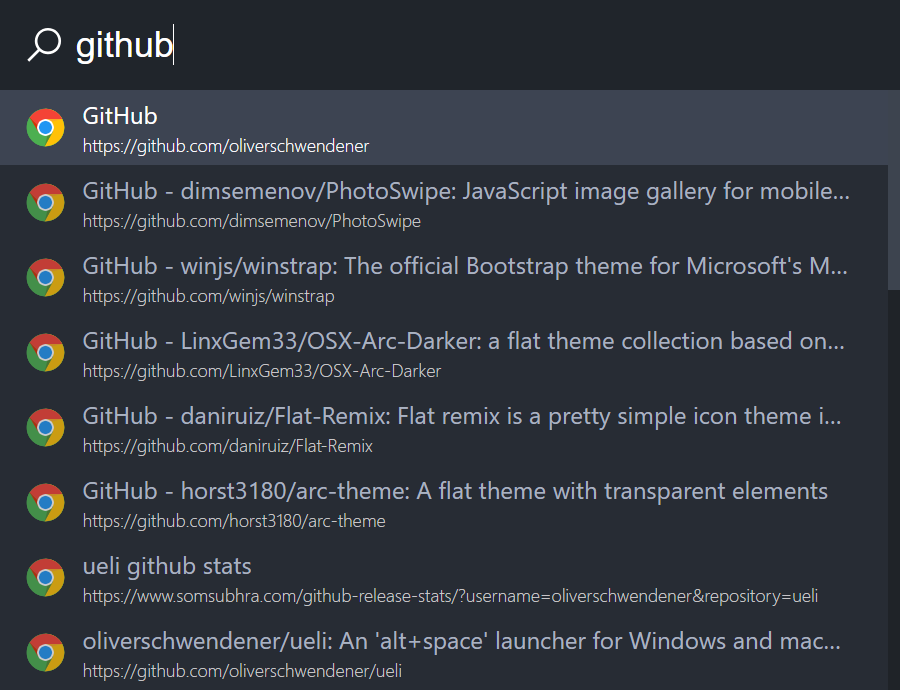 github
GitHub
https://github.com/oliverschwendener
GitHub - dimsemenov/PhotoSwipe: JavaScript image gallery for mobile...
https://github.com/dimsemenov/PhotoSwipe
GitHub - winjs/winstrap: The official Bootstrap theme for Microsoft's M...
https://github.com/winjs/winstrap
GitHub - LinxGem33/OSX-Arc-Darker: a flat theme collection based on...
https://github.com/LinxGem33/OSX-Arc-Darker
GitHub - daniruiz/Flat-Remix: Flat remix is a pretty simple icon theme i...
https://github.com/daniruiz/Flat-Remix
GitHub - horst3180/arc-theme: A flat theme with transparent elements
https://github.com/horst3180/arc-theme
ueli github stats
https://www.somsubhra.com/github-release-stats/?username=oliverschwendener&repository=ueli
oliverschwendener/ueli: An 'alt+space' launcher for Windows and mac...
https://github.com/oliverschwendener/ueli